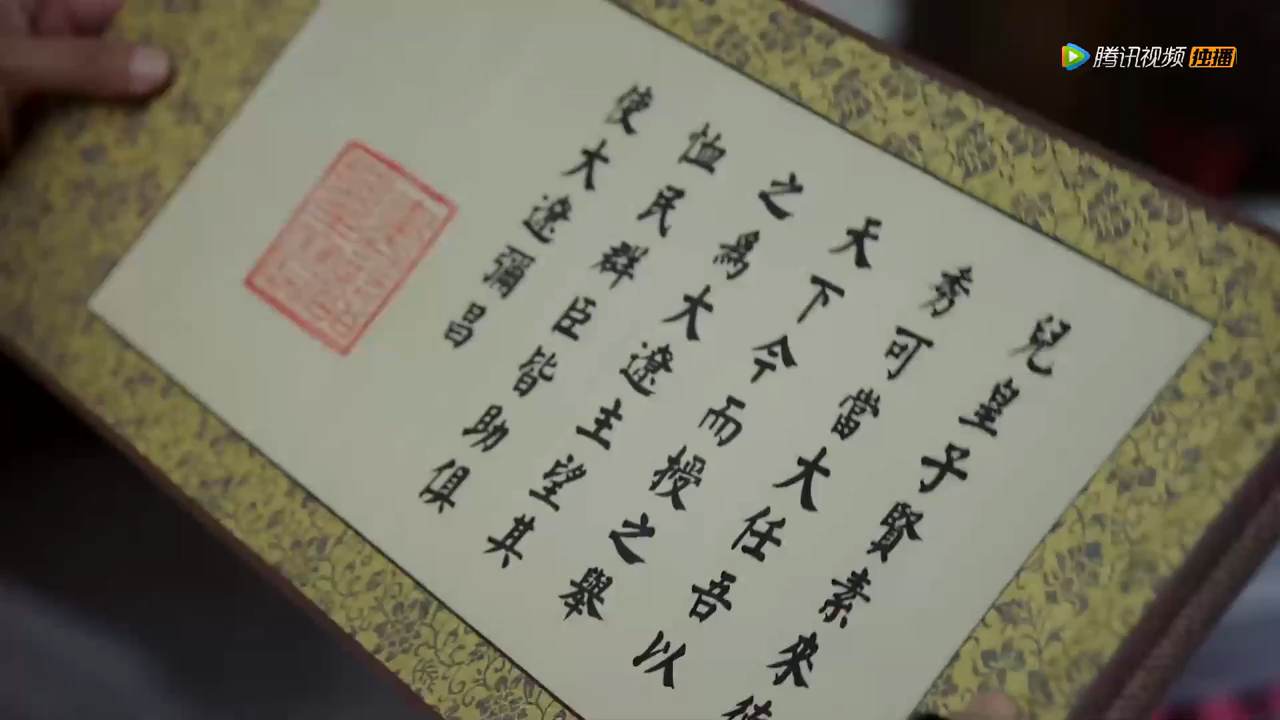 兒皇子賢素來德
秀可當大任吾以
天下今而授之舉
之為大遼主望其
恤民群臣皆助俱
使大遼彌昌
腾讯视频 独播